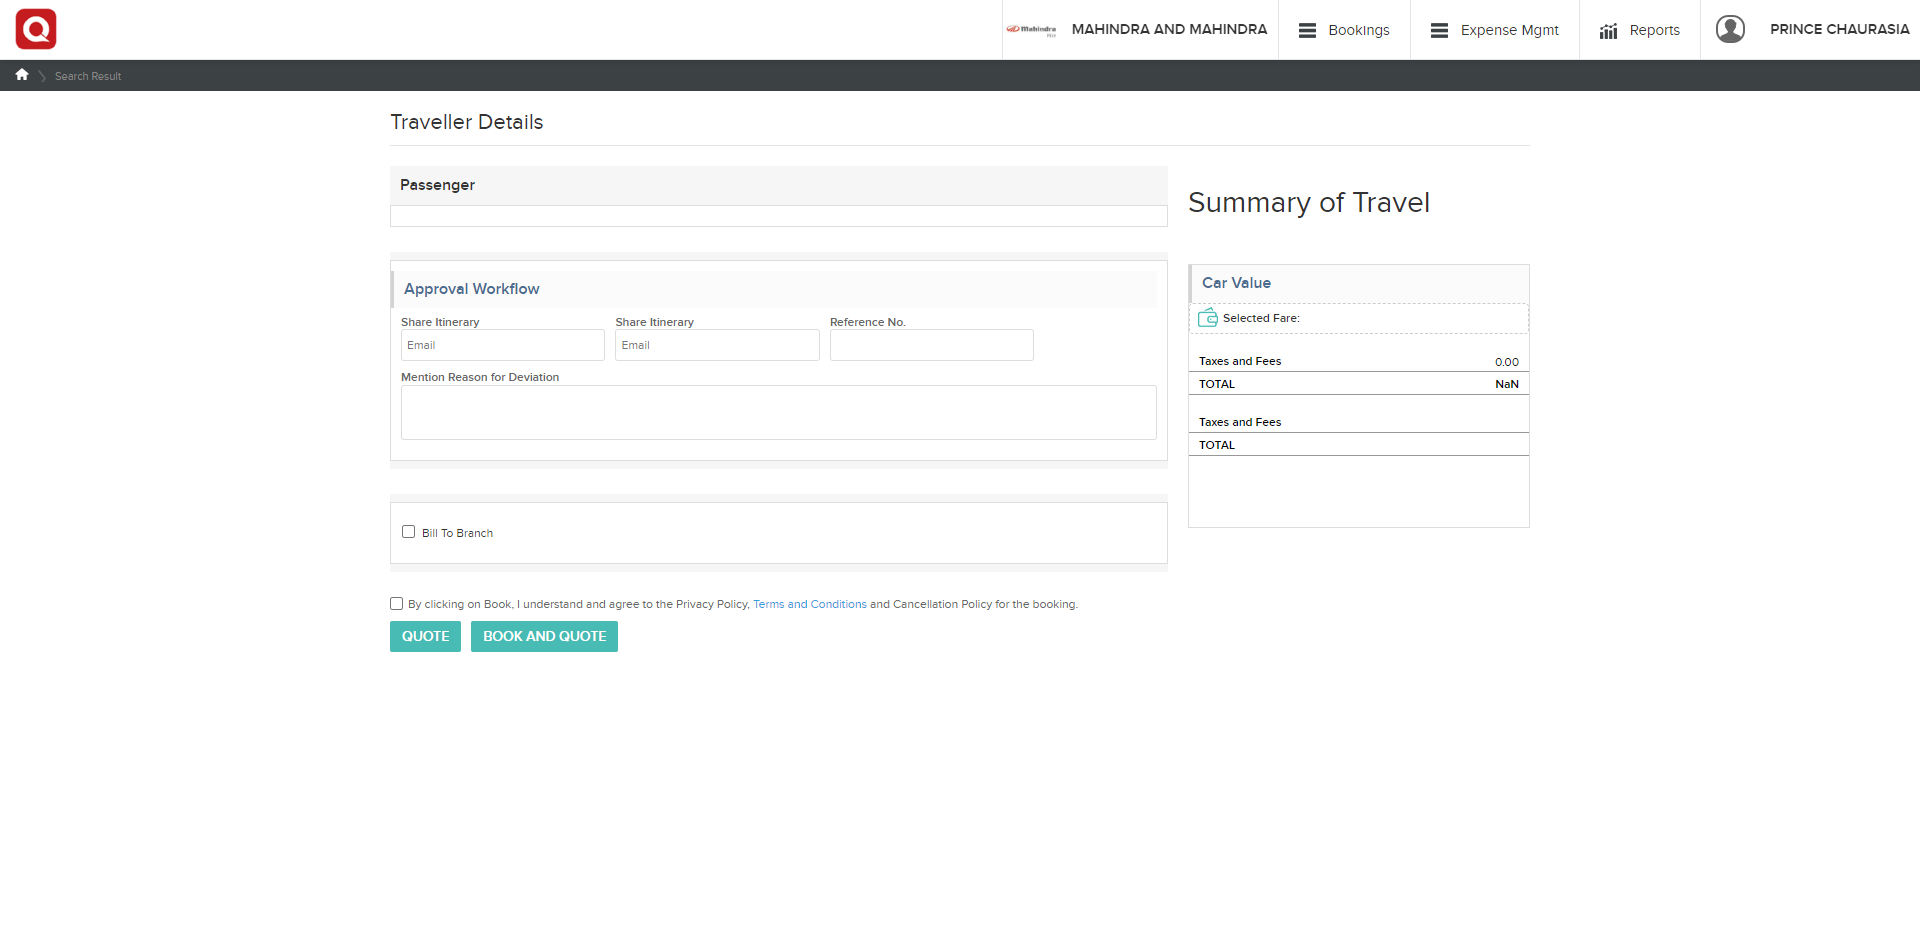 Q
Mahindra
MAHINDRA AND MAHINDRA
Bookings
Expense Mgmt
Reports
PRINCE CHAURASIA
Search Result
Traveller Details
Passenger
Summary of Travel
Approval Workflow
Share Itinerary
Share Itinerary
Reference No.
Email
Email
Mention Reason for Deviation
Car Value
Selected Fare:
Taxes and Fees 0.00
TOTAL NaN
Taxes and Fees
TOTAL
Bill To Branch
By clicking on Book, I understand and agree to the Privacy Policy, Terms and Conditions and Cancellation Policy for the booking.
QUOTE
BOOK AND QUOTE